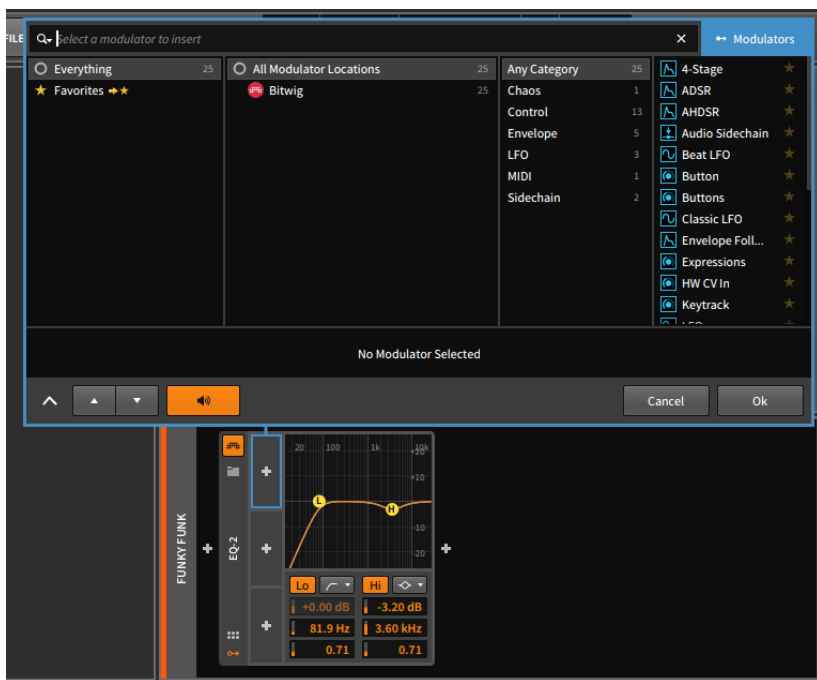 FILE
Select a modulator to insert
Modulators
Everything 25
Favorites
All Modulator Locations 25
Bitwig 25
Any Category 25
Chaos 1
Control 13
Envelope 5
LFO 3
MIDI 1
Sidechain 2
4-Stage
ADSR
AHDSR
Audio Sidechain
Beat LFO
Button
Buttons
Classic LFO
Envelope Foll...
Expressions
HW CV In
Keytrack
LFO
No Modulator Selected
Cancel
Ok
FUNKY FUNK
EQ-2
20 100 1k 10k
+20
+10
-10
-20
L
H
Lo
Hi
+0.00 dB -3.20 dB
81.9 Hz 3.60 kHz
0.71 0.71